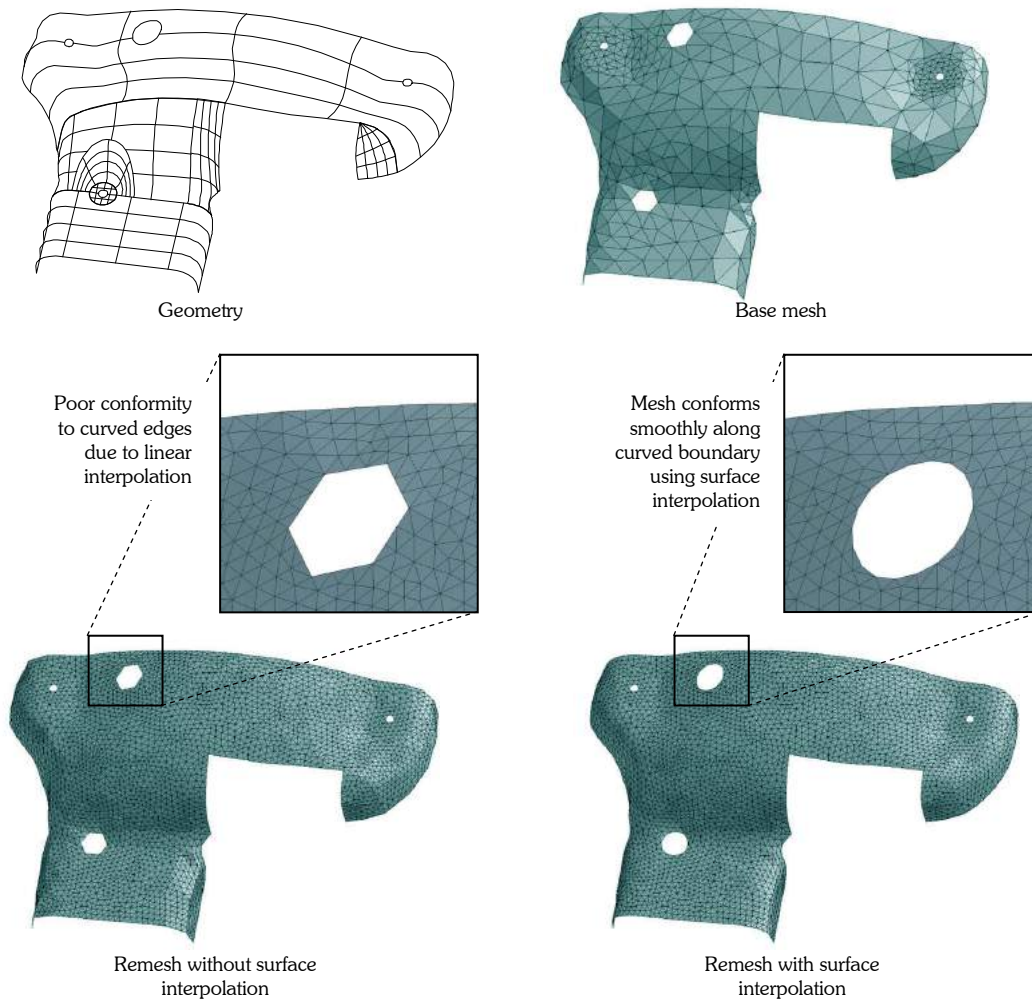 Geometry
Base mesh
Poor conformity
to curved edges
due to linear
interpolation
Mesh conforms
smoothly along
curved boundary
using surface
interpolation
Remesh without surface
interpolation
Remesh with surface
interpolation